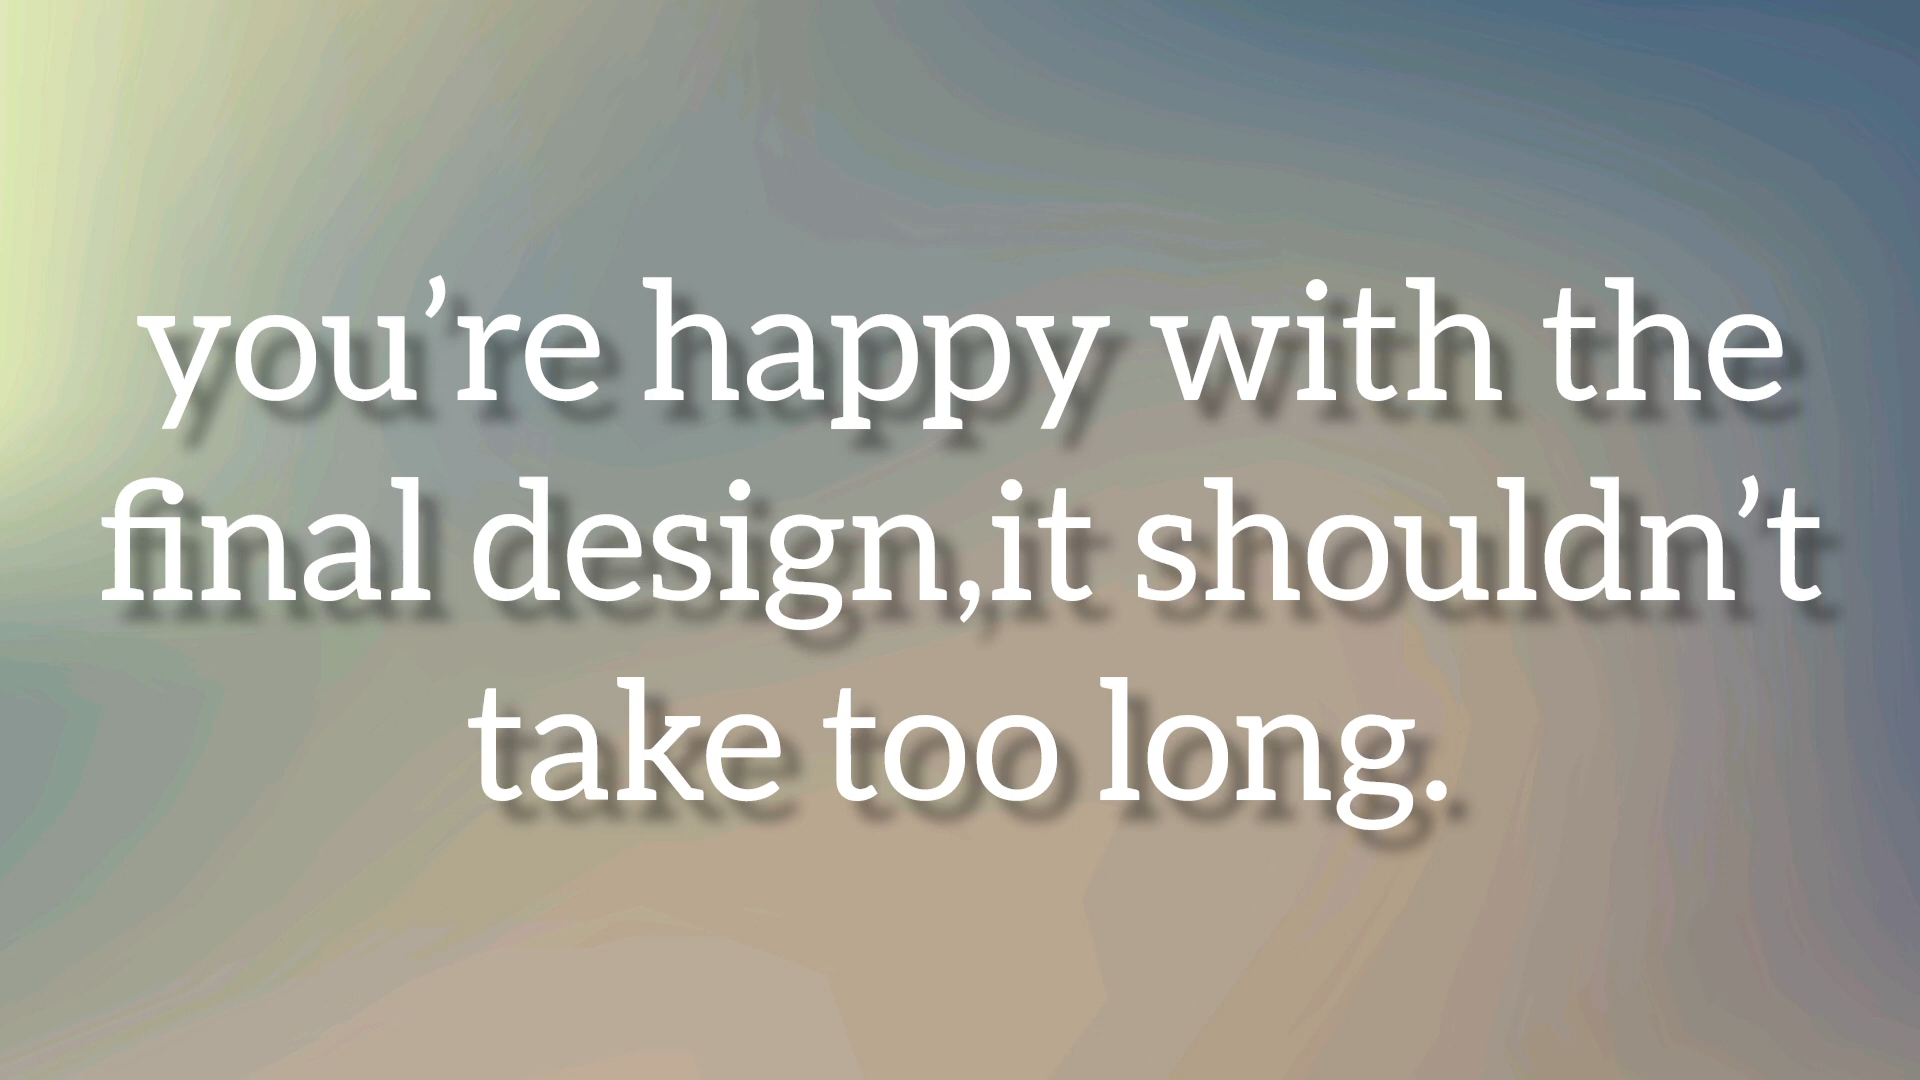 you’re happy with the
final design,it shouldn’t
take too long.